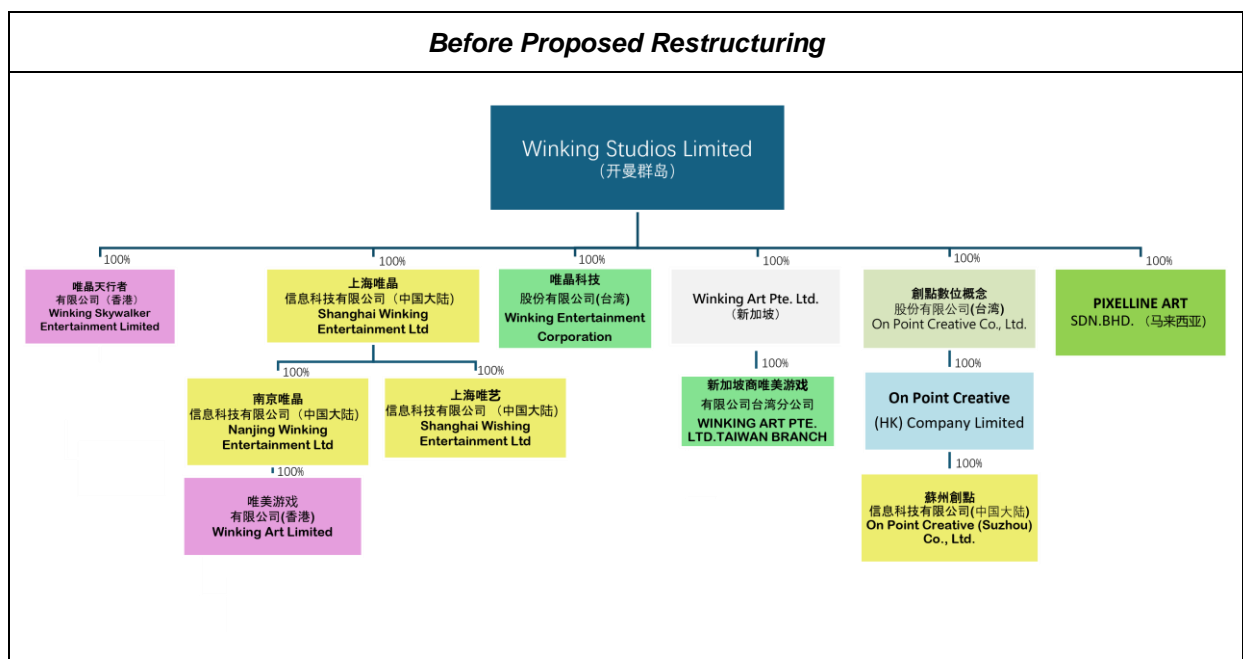 Before Proposed Restructuring
Winking Studios Limited
（开曼群岛）
100%
100%
100%
100%
100%
100%
唯晶天行者
有限公司（香港）
Winking Skywalker
Entertainment Limited
上海唯晶
信息科技有限公司（中国大陆）
Shanghai Winking
Entertainment Ltd
唯晶科技
股份有限公司(台湾)
Winking Entertainment
Corporation
Winking Art Pte. Ltd.
（新加坡）
創點數位概念
股份有限公司(台湾)
On Point Creative Co., Ltd.
PIXELLINE ART
SDN.BHD. （马来西亚）
100%
100%
100%
100%
南京唯晶
信息科技有限公司（中国大陆）
Nanjing Winking
Entertainment Ltd
上海唯艺
信息科技有限公司 （中国大陆）
Shanghai Wishing
Entertainment Ltd
新加坡商唯美游戏
有限公司台湾分公司
WINKING ART PTE.
LTD.TAIWAN BRANCH
On Point Creative
(HK) Company Limited
100%
100%
唯美游戏
有限公司(香港)
Winking Art Limited
蘇州創點
信息科技有限公司(中国大陆)
On Point Creative (Suzhou)
Co., Ltd.